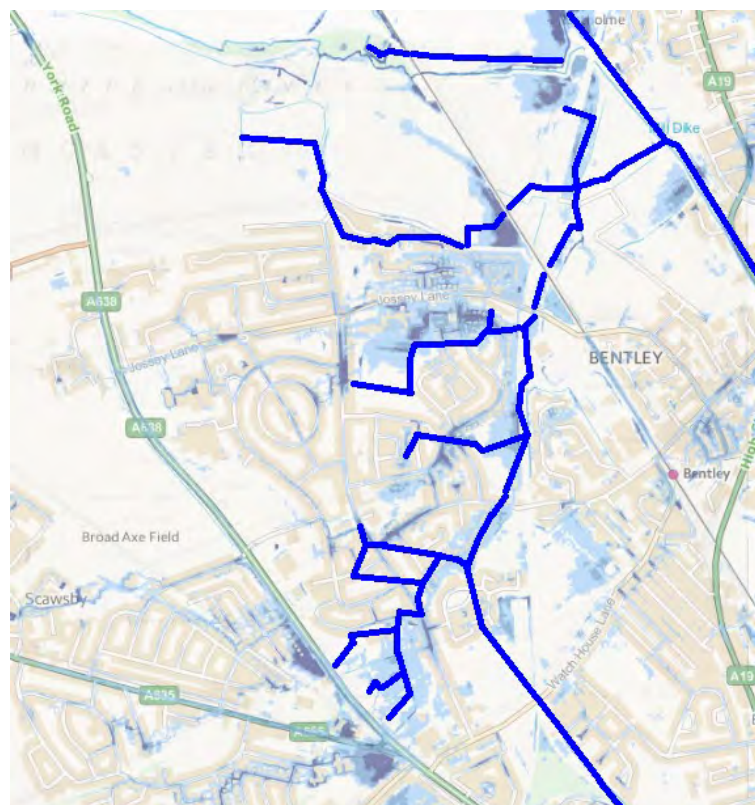 York Road
A19
Dike
A638
Jossey Lane
Jossey Lane
BENTLEY
A638
Bentley
Broad Axe Field
Scawsby
Watch House Lane
A635
A19